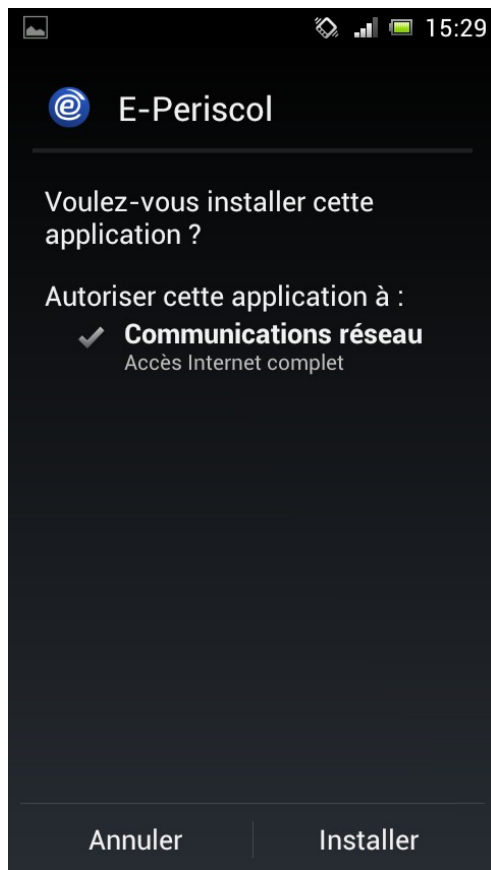 15:29
E-Periscol
Voulez-vous installer cette
application ?
Autoriser cette application à :
Communications réseau
Accès Internet complet
Annuler Installer